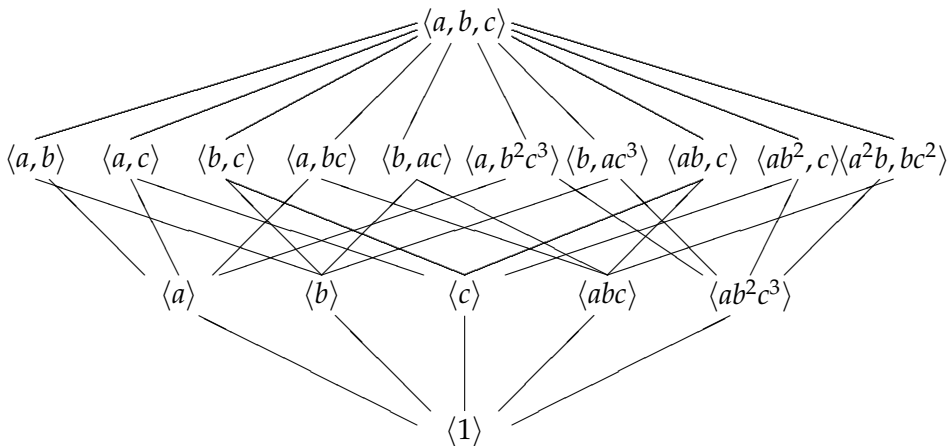 ⟨a, b, c⟩
⟨a, b⟩ ⟨a, c⟩ ⟨b, c⟩ ⟨a, bc⟩ ⟨b, ac⟩ ⟨a, b²c³⟩ ⟨b, ac³⟩ ⟨ab, c⟩ ⟨ab², c⟩ ⟨a²b, bc²⟩
⟨a⟩ ⟨b⟩ ⟨c⟩ ⟨abc⟩ ⟨ab²c³⟩
⟨1⟩